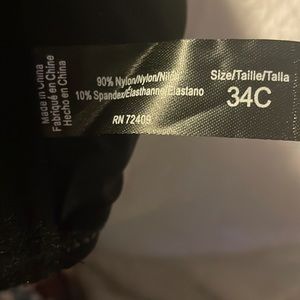 Made in China
Fabriqué en Chine
Hecho en China
90% Nylon/Nylon/Nilón
10% Spandex/Élasthanne/Elastano
RN 72409
Size/Taille/Talla
34C